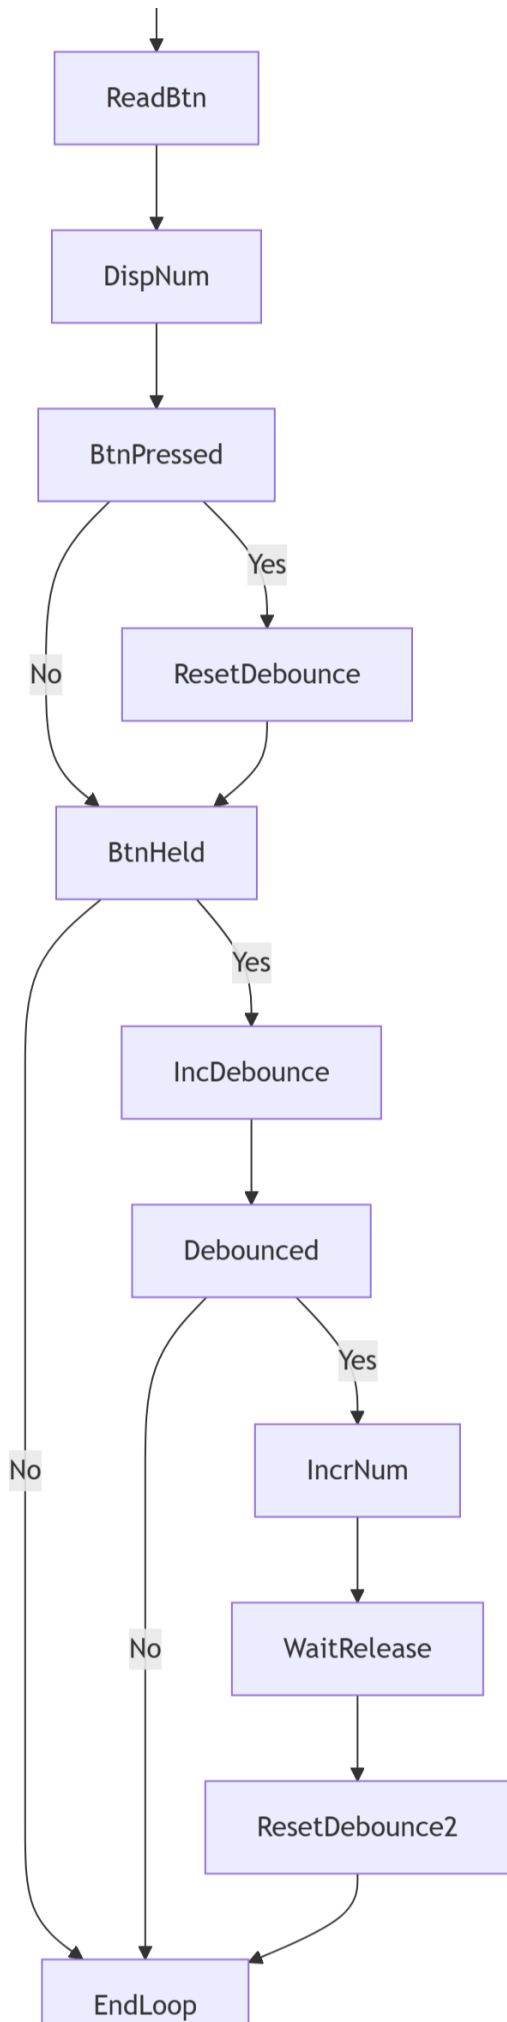 ReadBtn
DispNum
BtnPressed
Yes
No
ResetDebounce
BtnHeld
Yes
IncDebounce
Debounced
Yes
No
IncrNum
No
WaitRelease
ResetDebounce2
EndLoop